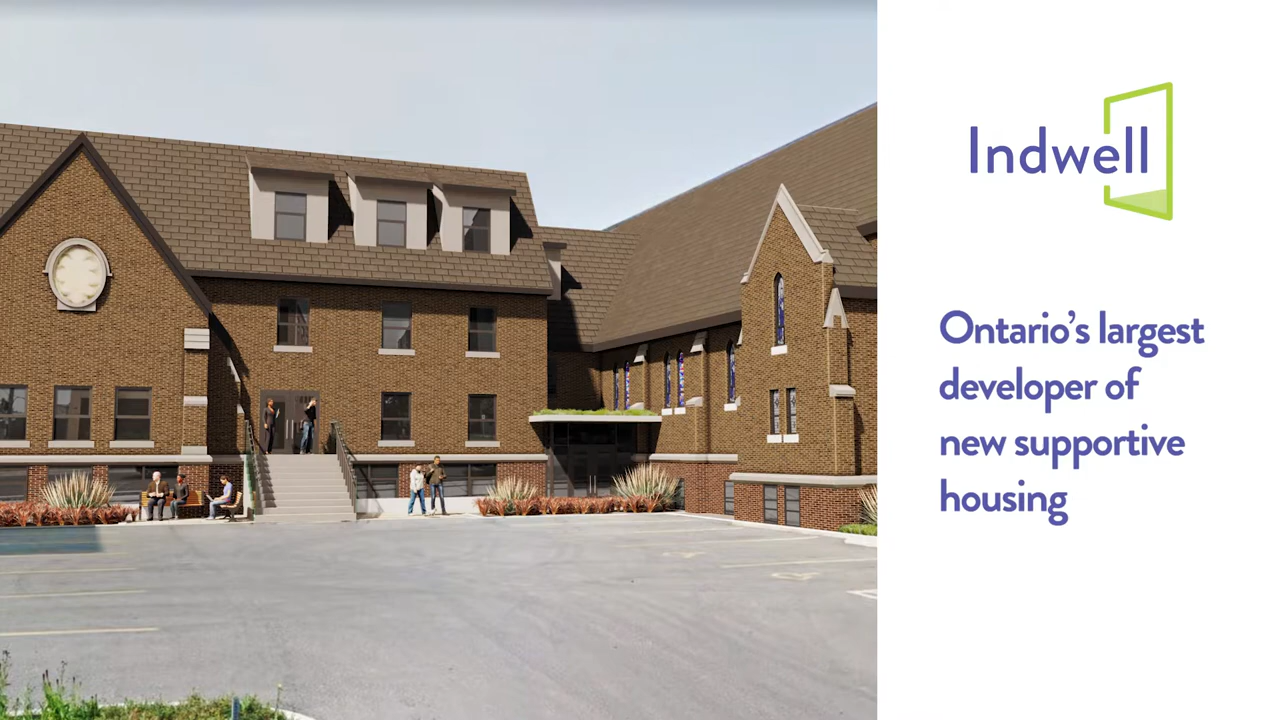 Indwell
Ontario's largest
developer of
new supportive
housing